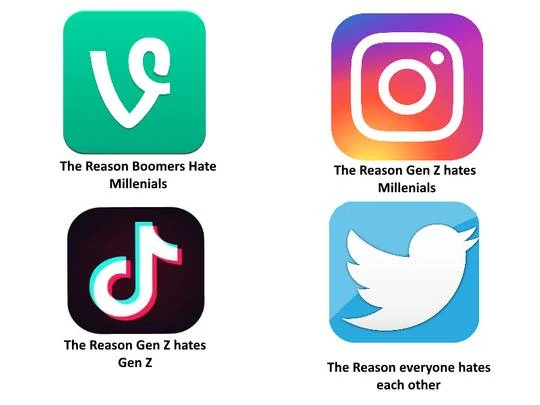 The Reason Boomers Hate
Millenials
The Reason Gen Z hates
Millenials
The Reason Gen Z hates
Gen Z
The Reason everyone hates
each other